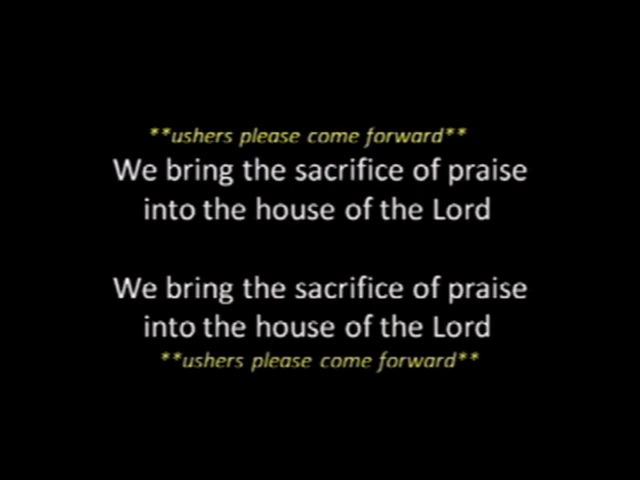 **ushers please come forward**
We bring the sacrifice of praise
into the house of the Lord
We bring the sacrifice of praise
into the house of the Lord
**ushers please come forward**